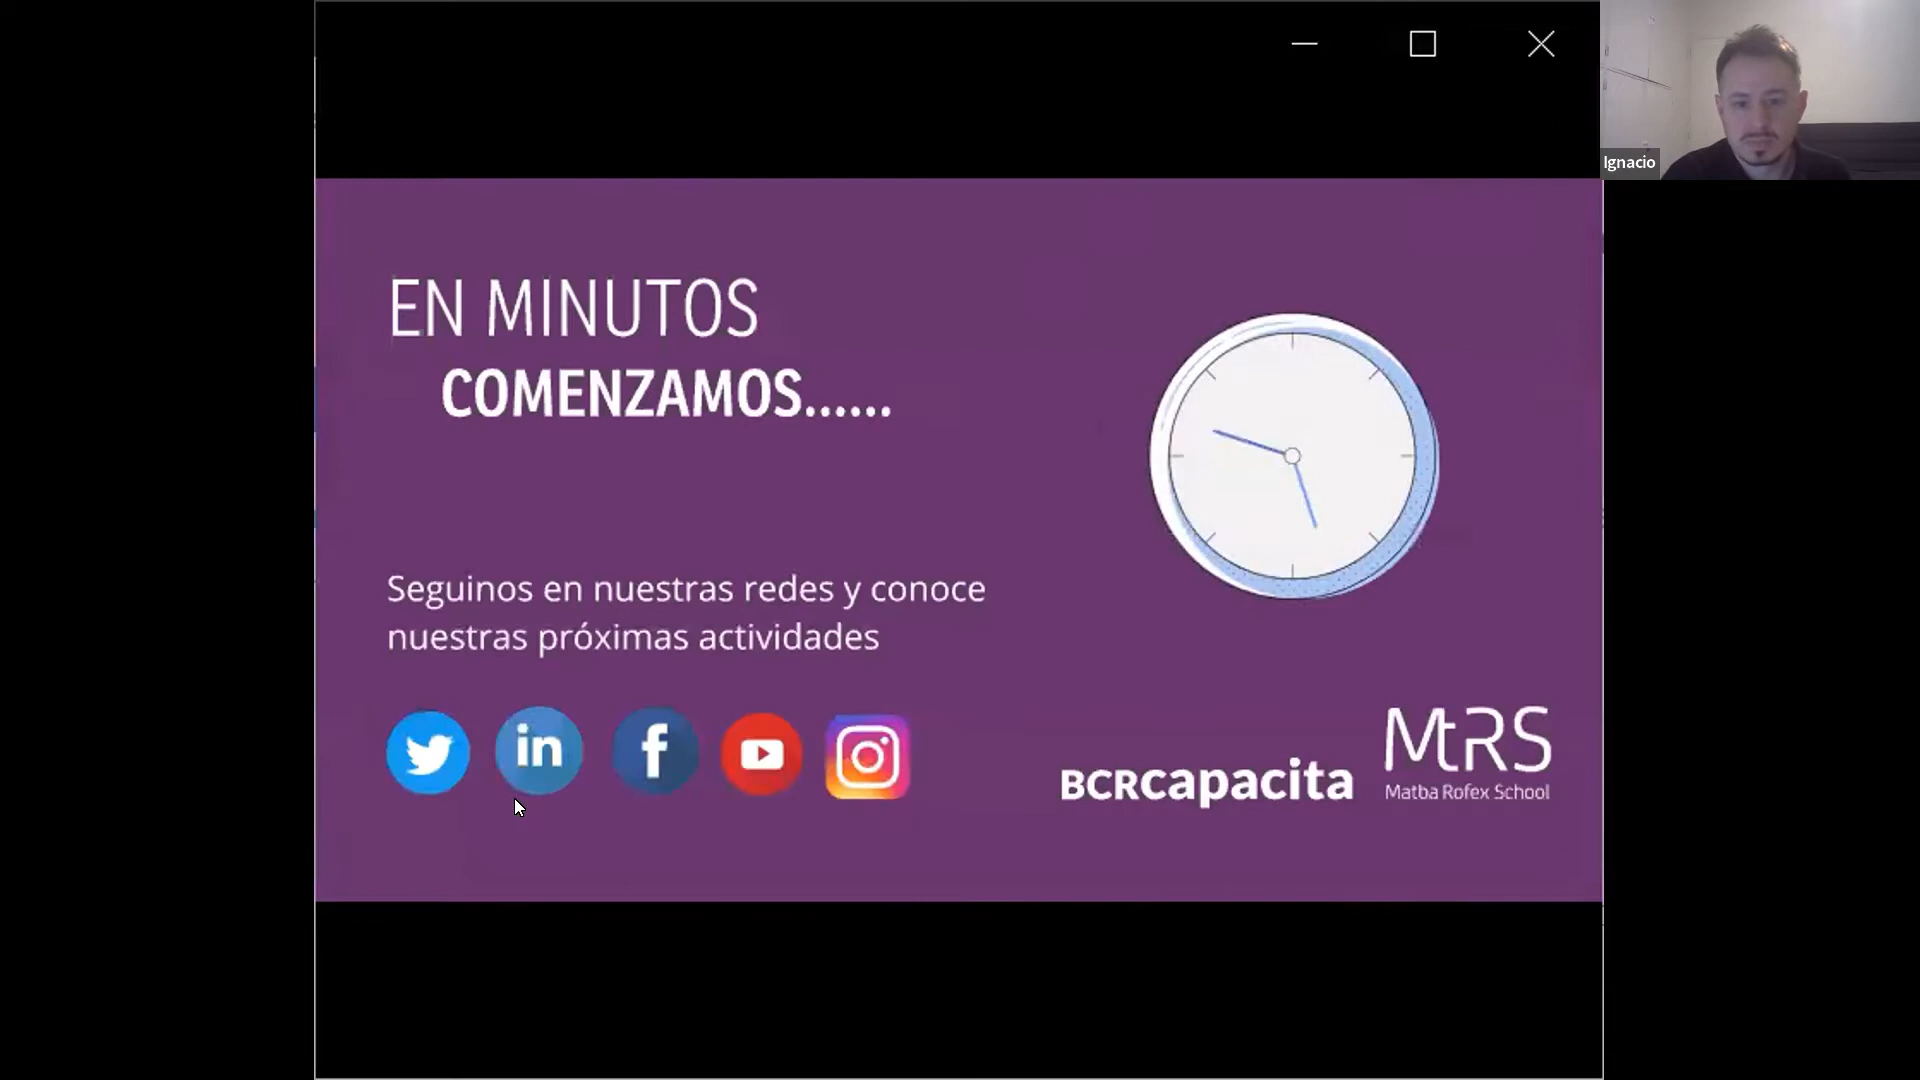 Ignacio
EN MINUTOS
COMENZAMOS......
Seguinos en nuestras redes y conoce
nuestras próximas actividades
in
f
BCRcapacita
MtRS
Matba Rofex School